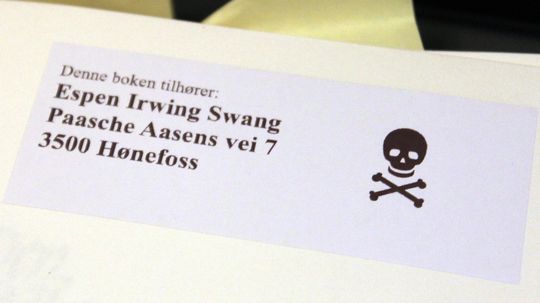 Denne boken tilhører:
Espen Irwing Swang
Paasche Aasens vei 7
3500 Hønefoss